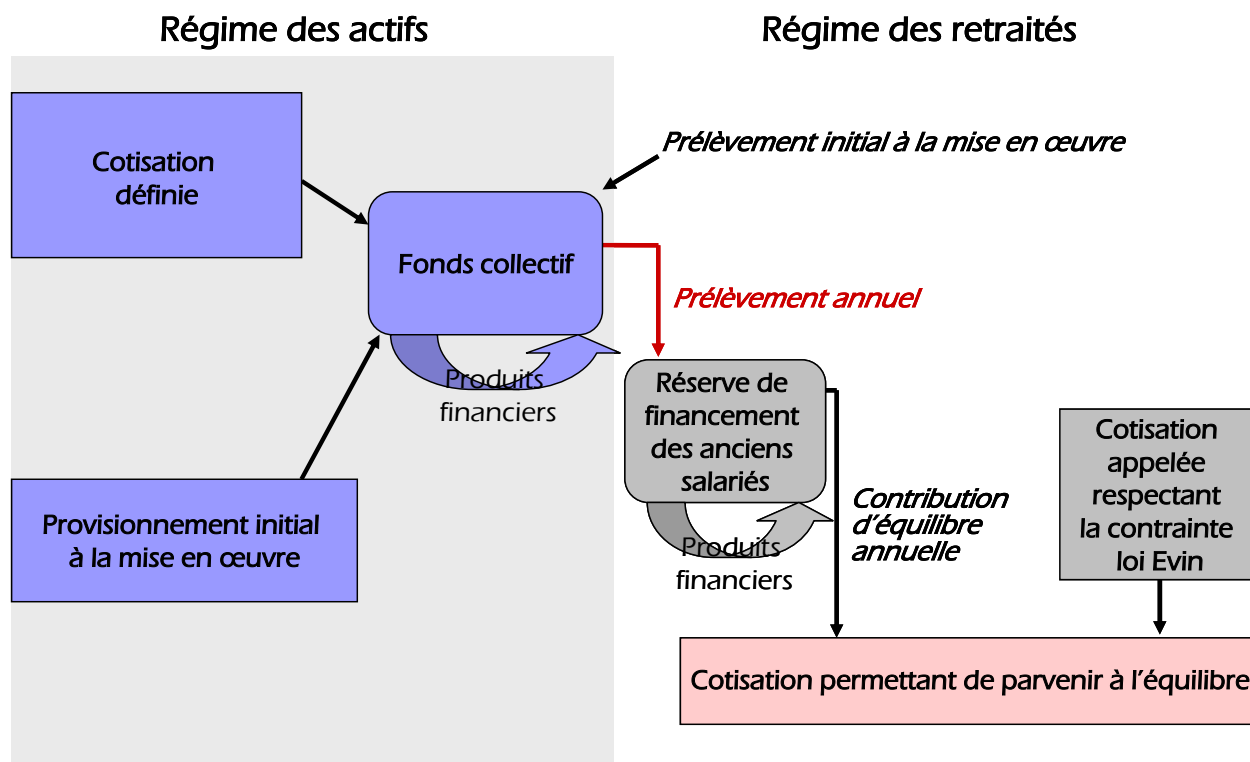 Régime des actifs
Régime des retraités
Cotisation
définie
Prélèvement initial à la mise en œuvre
Fonds collectif
Prélèvement annuel
Produits
financiers
Réserve de
financement
des anciens
salariés
Cotisation
appelée
respectant
la contrainte
loi Evin
Provisionnement initial
à la mise en œuvre
Contribution
d'équilibre
annuelle
Produits
financiers
Cotisation permettant de parvenir à l'équilibre